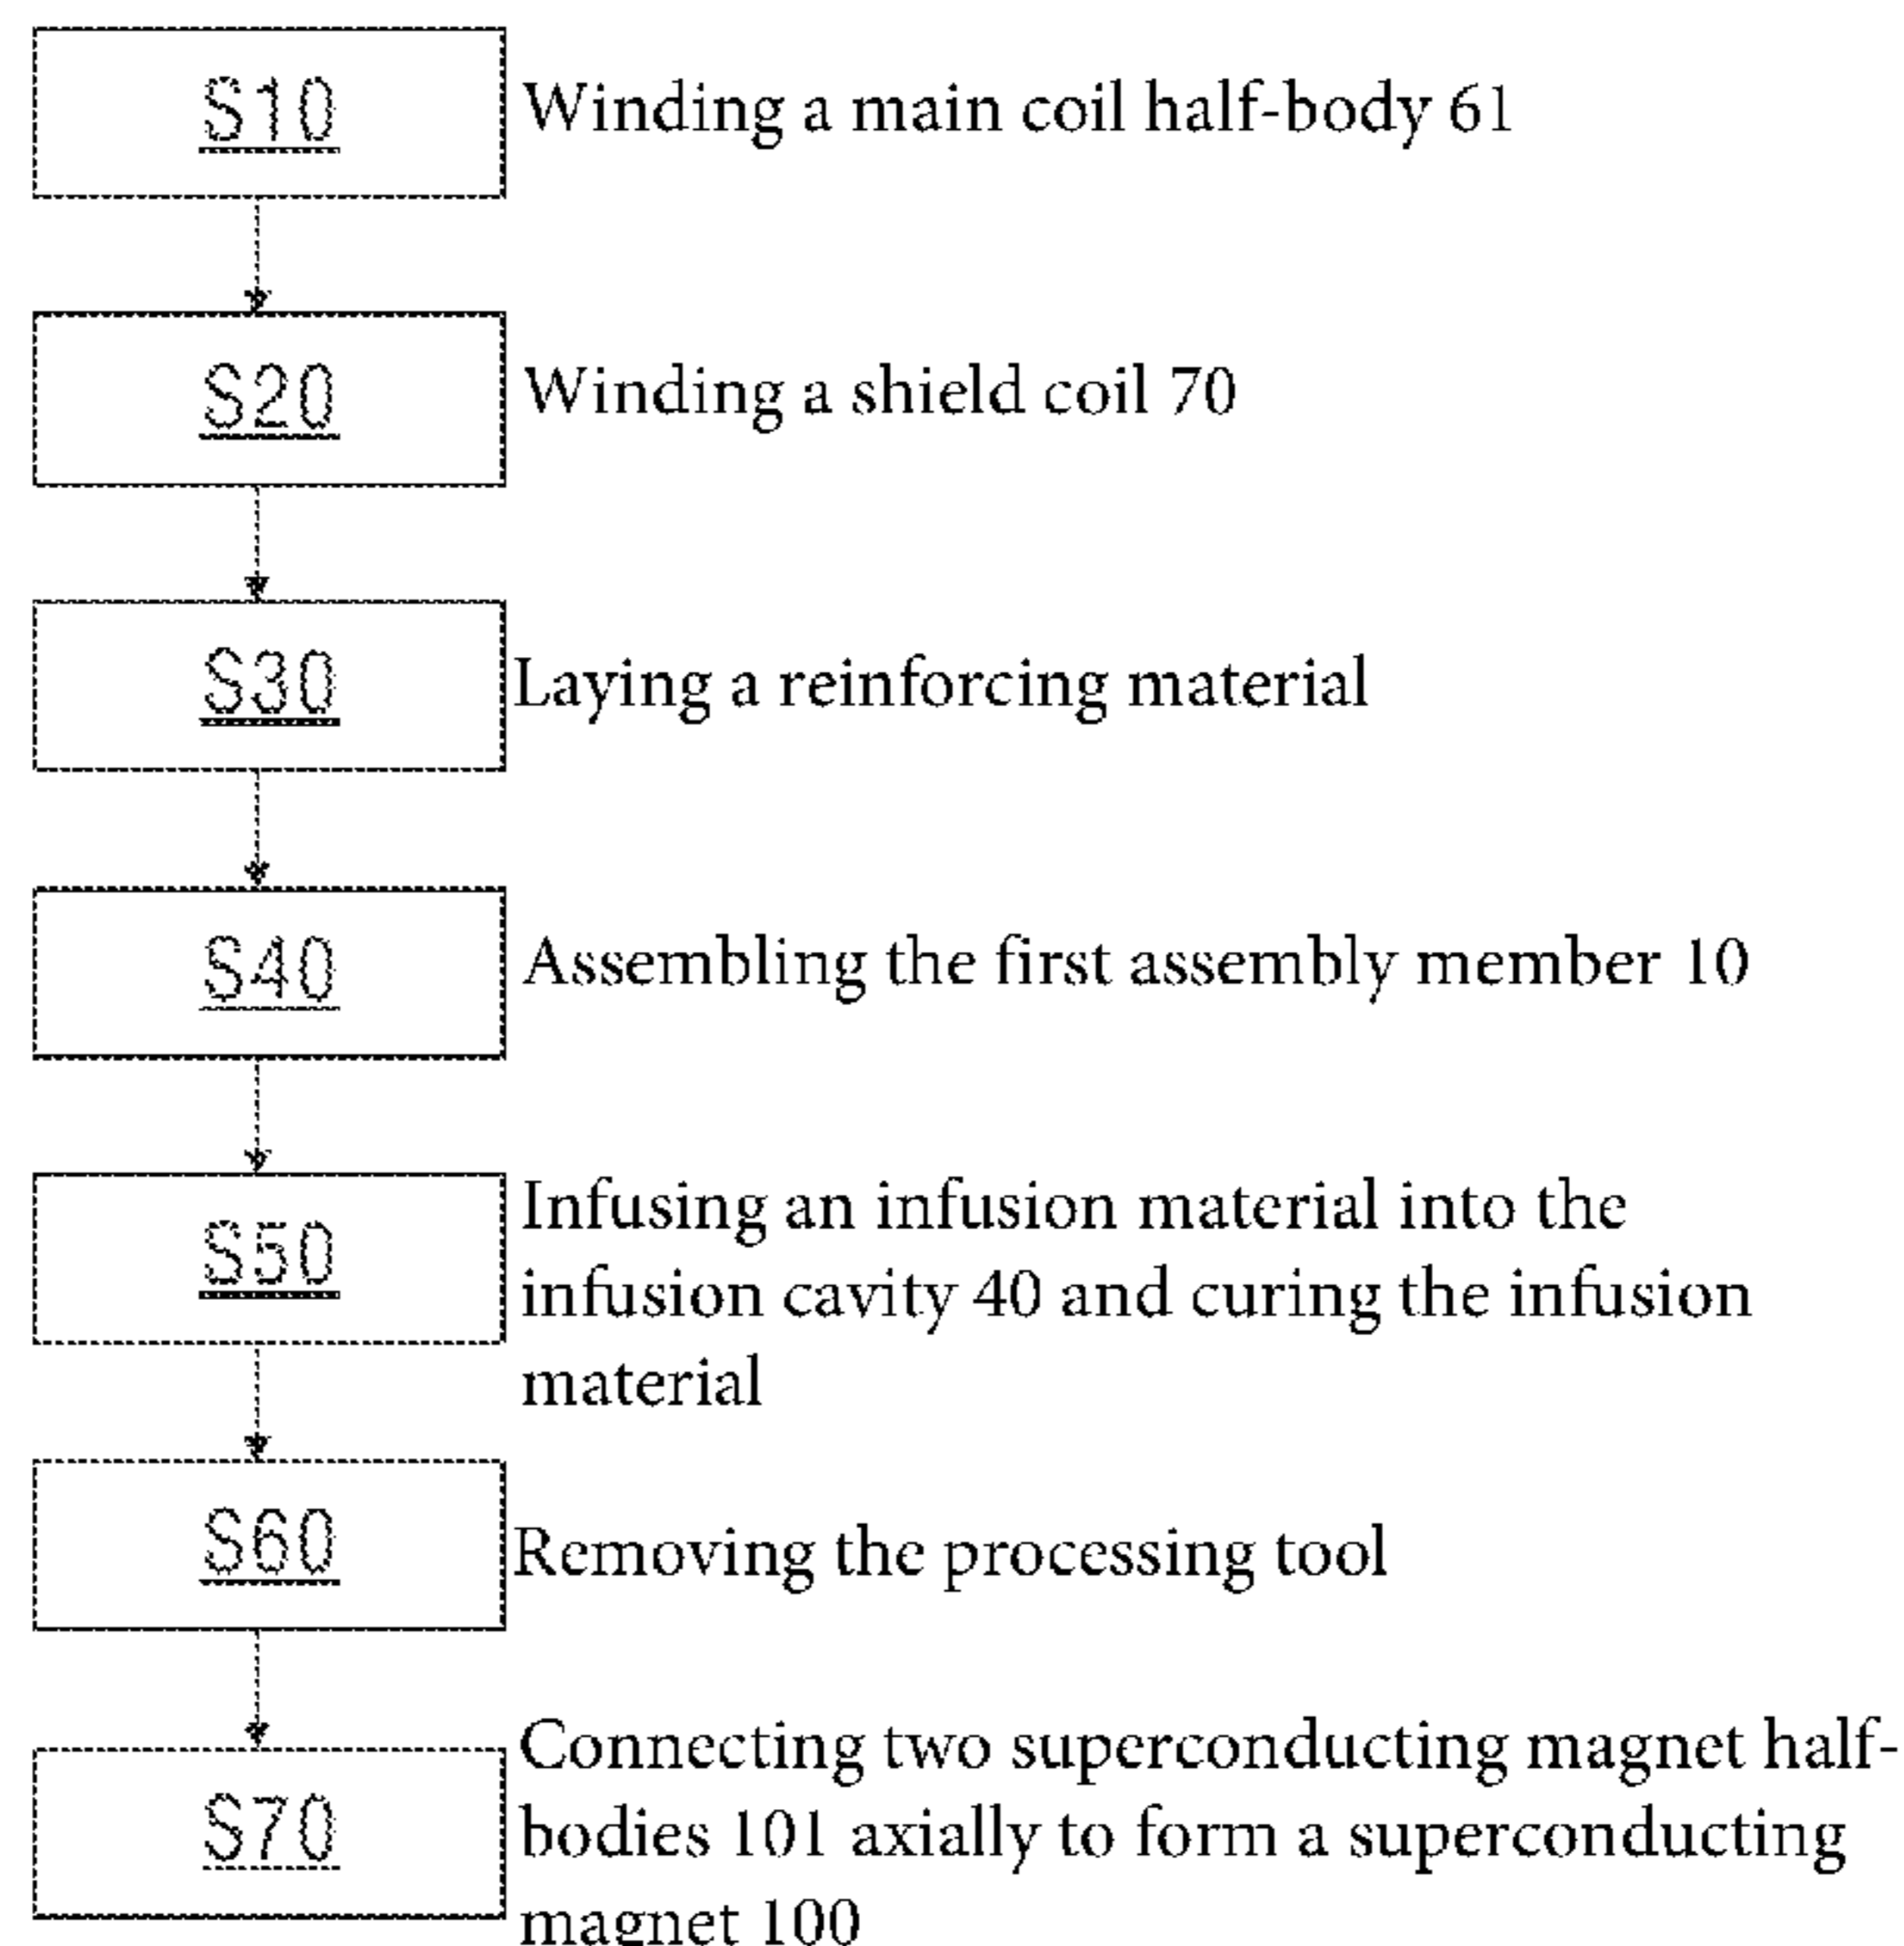 S10
Winding a main coil half-body 61
S20
Winding a shield coil 70
S30
Laying a reinforcing material
S40
Assembling the first assembly member 10
S50
Infusing an infusion material into the
infusion cavity 40 and curing the infusion
material
S60
Removing the processing tool
S70
Connecting two superconducting magnet half-
bodies 101 axially to form a superconducting
magnet 100